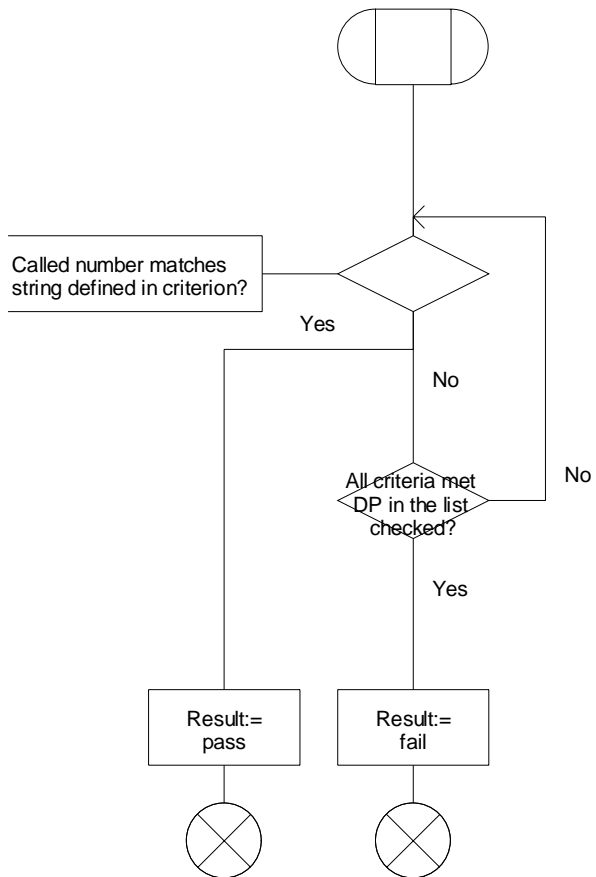 Called number matches
string defined in criterion?
Yes
No
All criteria met
DP in the list
checked?
No
Yes
Result:=
pass
Result:=
fail